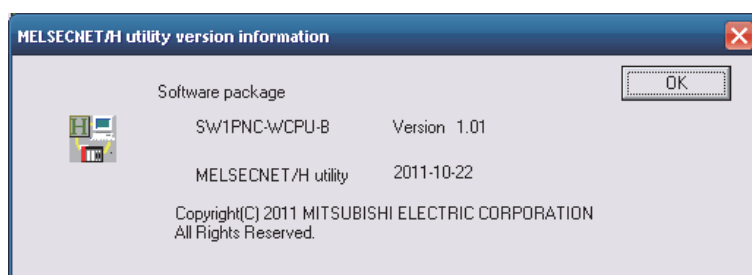 MELSECNET/H utility version information
OK
Software package
SW1PNC-WCPU-B Version 1.01
MELSECNET/H utility 2011-10-22
Copyright(C) 2011 MITSUBISHI ELECTRIC CORPORATION
All Rights Reserved.